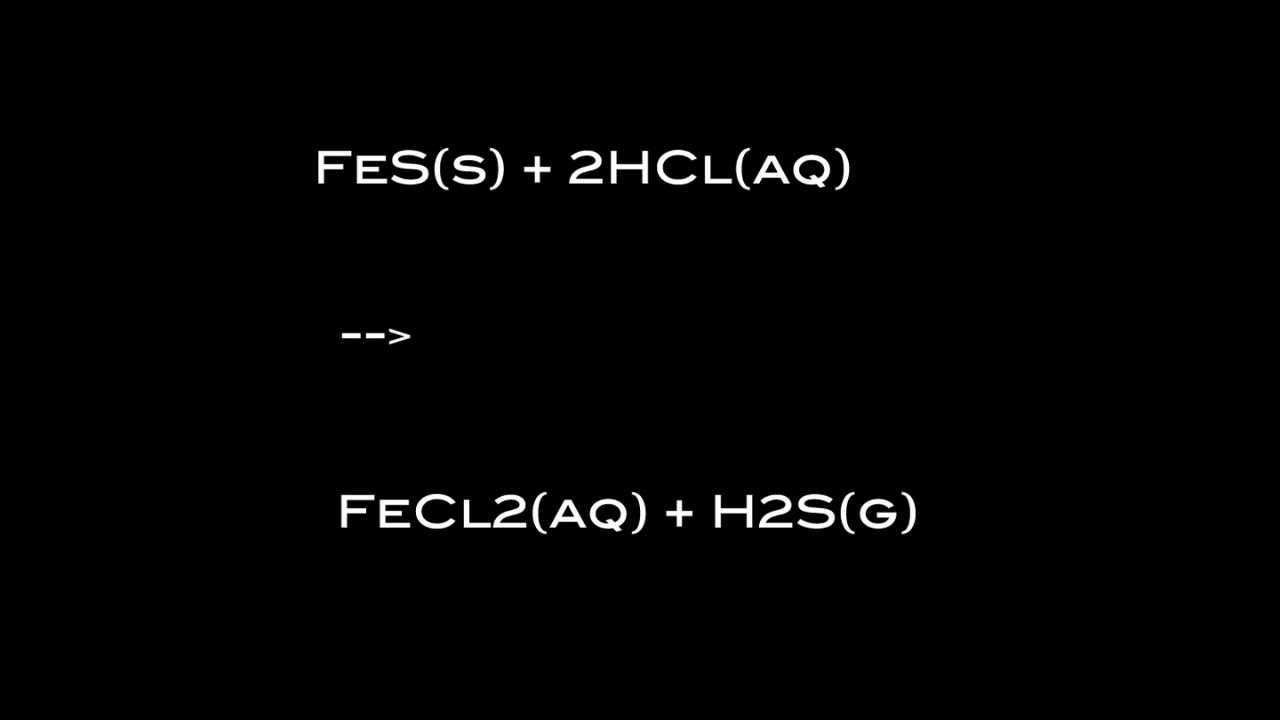 FeS(s) + 2HCl(aq)
-->
FeCl2(aq) + H2S(g)